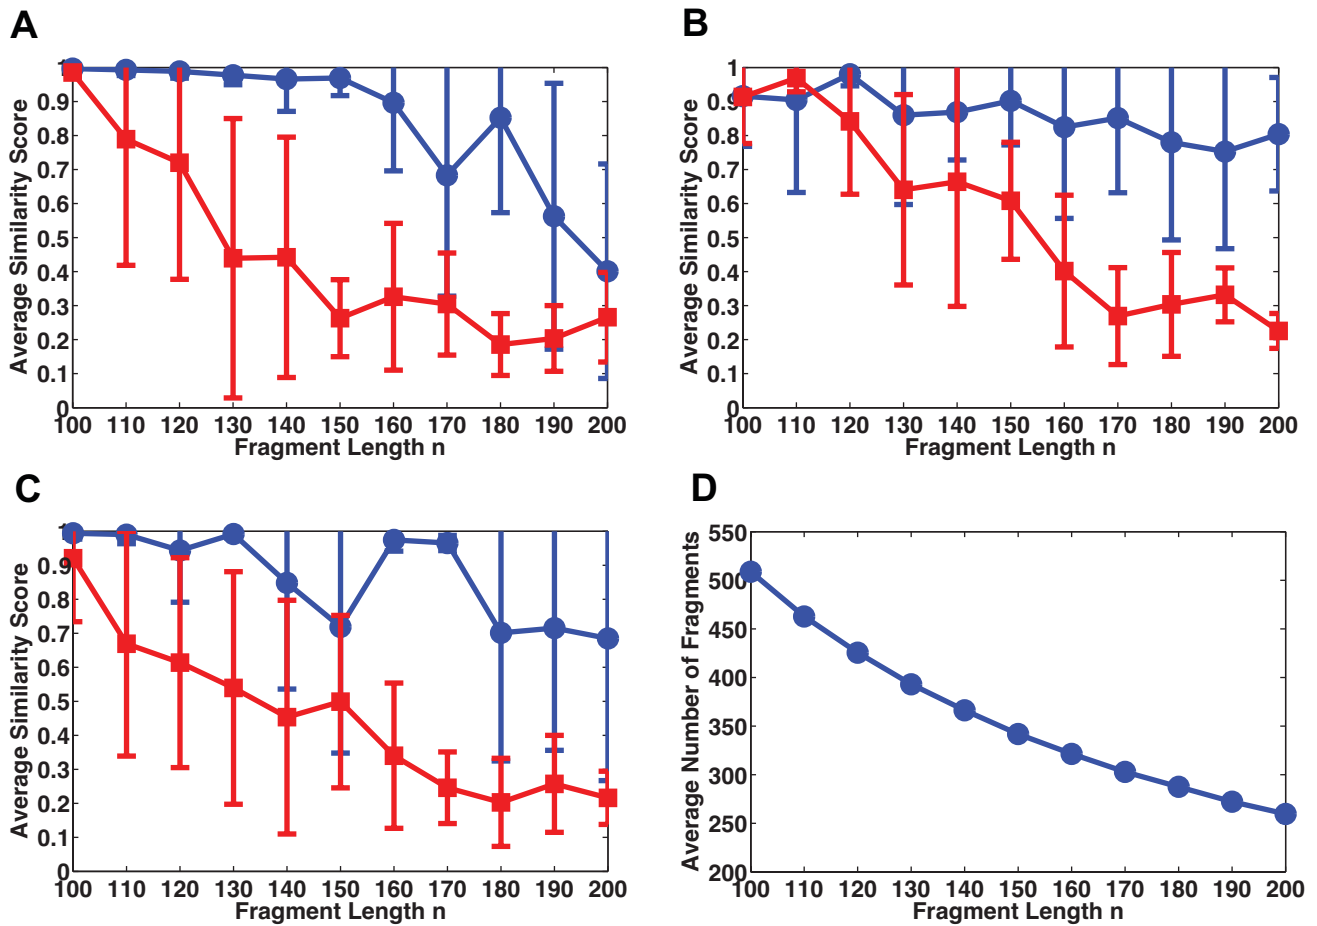 A
Average Similarity Score
1
0.9
0.8
0.7
0.6
0.5
0.4
0.3
0.2
0.1
0
100 110 120 130 140 150 160 170 180 190 200
Fragment Length n
B
Average Similarity Score
1
0.9
0.8
0.7
0.6
0.5
0.4
0.3
0.2
0.1
0
100 110 120 130 140 150 160 170 180 190 200
Fragment Length n
C
Average Similarity Score
1
0.9
0.8
0.7
0.6
0.5
0.4
0.3
0.2
0.1
0
100 110 120 130 140 150 160 170 180 190 200
Fragment Length n
D
Average Number of Fragments
550
500
450
400
350
300
250
200
100 110 120 130 140 150 160 170 180 190 200
Fragment Length n